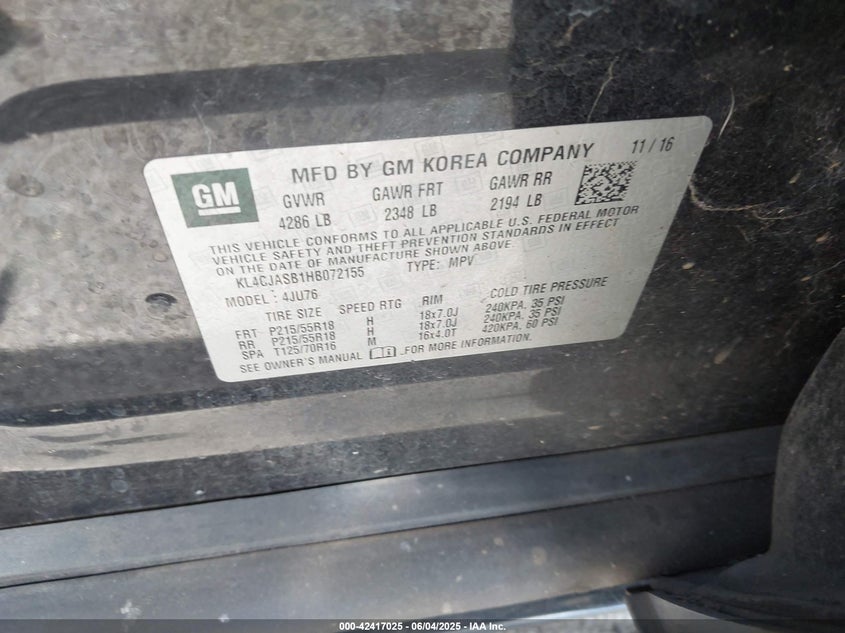 GM
MFD BY GM KOREA COMPANY 11 / 16
GVWR GAWR FRT GAWR RR
4286 LB 2348 LB 2194 LB
THIS VEHICLE CONFORMS TO ALL APPLICABLE U.S. FEDERAL MOTOR
VEHICLE SAFETY AND THEFT PREVENTION STANDARDS IN EFFECT
ON THE DATE OF MANUFACTURE SHOWN ABOVE.
KL4CJASB1HB072155 TYPE: MPV
MODEL: 4JU76
TIRE SIZE SPEED RTG RIM COLD TIRE PRESSURE
FRT P215/55R18 H 18x7.0J 240KPA, 35 PSI
RR P215/55R18 H 18x7.0J 240KPA, 35 PSI
SPA T125/70R16 M 16x4.0T 420KPA, 60 PSI
SEE OWNER'S MANUAL FOR MORE INFORMATION.
000-42417025 | 06/04/2025 | IAA Inc.